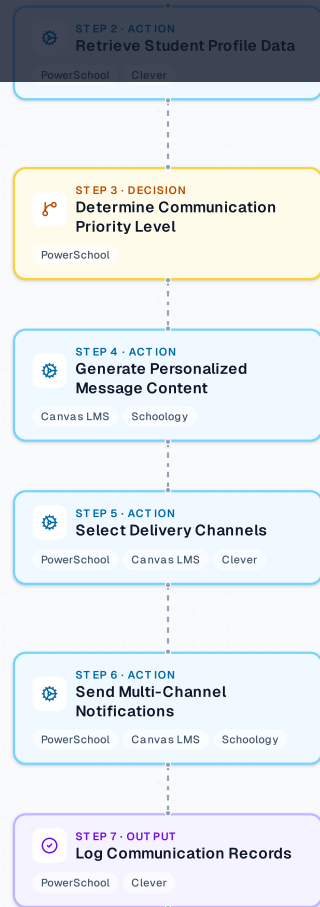 STEP 2 · ACTION
Retrieve Student Profile Data
PowerSchool Clever
STEP 3 · DECISION
Determine Communication
Priority Level
PowerSchool
STEP 4 · ACTION
Generate Personalized
Message Content
Canvas LMS Schoology
STEP 5 · ACTION
Select Delivery Channels
PowerSchool Canvas LMS Clever
STEP 6 · ACTION
Send Multi-Channel
Notifications
PowerSchool Canvas LMS Schoology
STEP 7 · OUTPUT
Log Communication Records
PowerSchool Clever